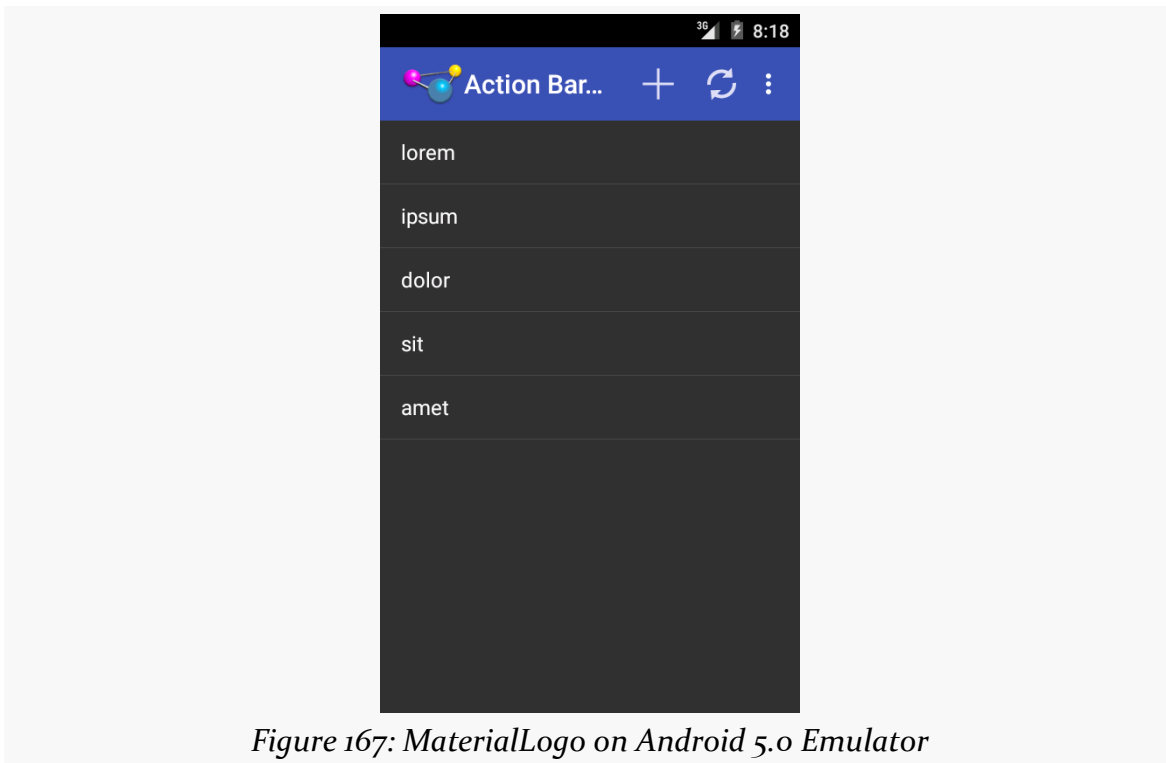 3G 8:18
Action Bar...
lorem
ipsum
dolor
sit
amet
Figure 167: MaterialLogo on Android 5.0 Emulator